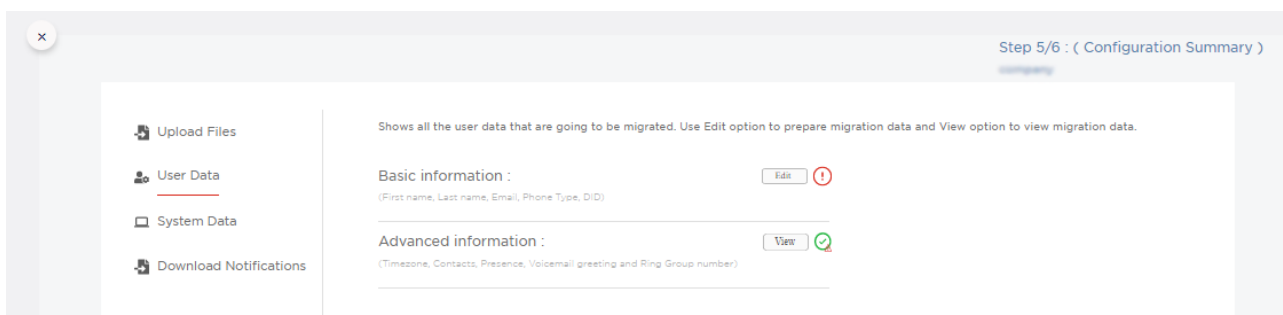 ×
Step 5/6 : ( Configuration Summary )
company
Upload Files
User Data
System Data
Download Notifications
Shows all the user data that are going to be migrated. Use Edit option to prepare migration data and View option to view migration data.
Basic information :
Edit
(First name, Last name, Email, Phone Type, DID)
Advanced information :
View
(Timezone, Contacts, Presence, Voicemail greeting and Ring Group number)